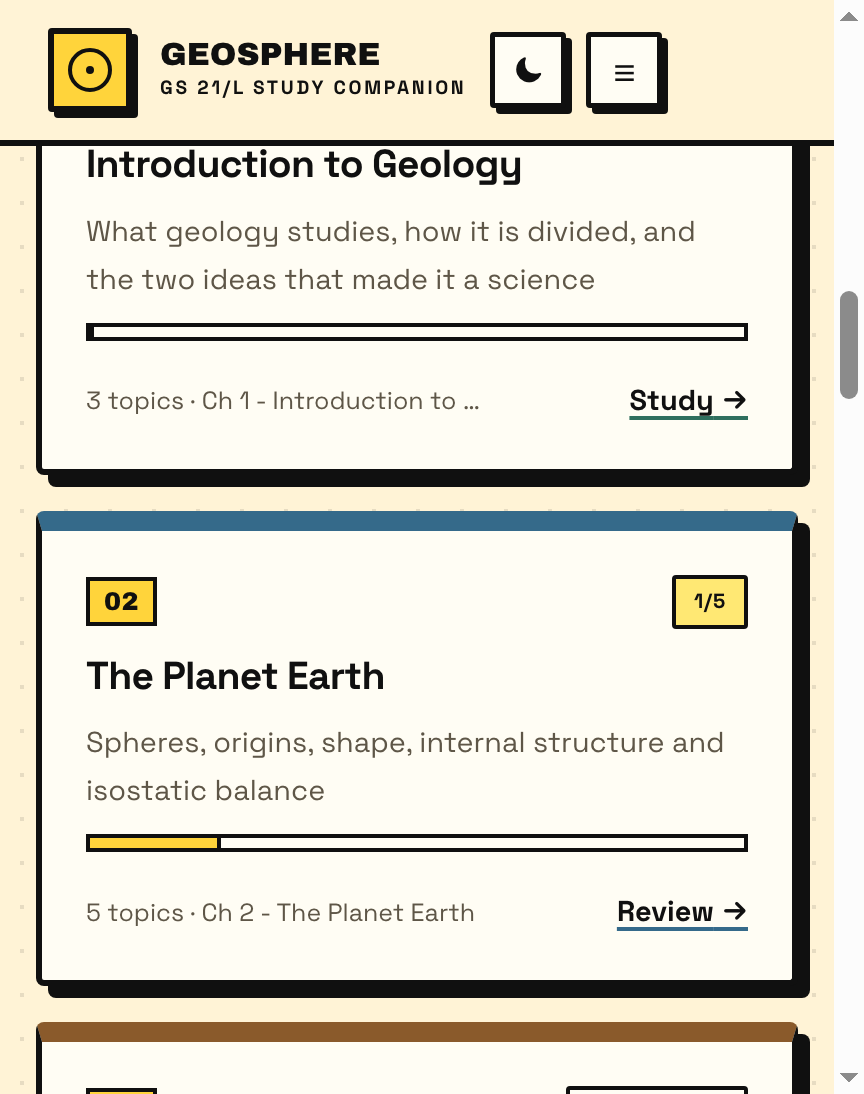 GEOSPHERE
GS 21/L STUDY COMPANION
Introduction to Geology
What geology studies, how it is divided, and
the two ideas that made it a science
3 topics · Ch 1 - Introduction to ...
Study →
02
1/5
The Planet Earth
Spheres, origins, shape, internal structure and
isostatic balance
5 topics · Ch 2 - The Planet Earth
Review →